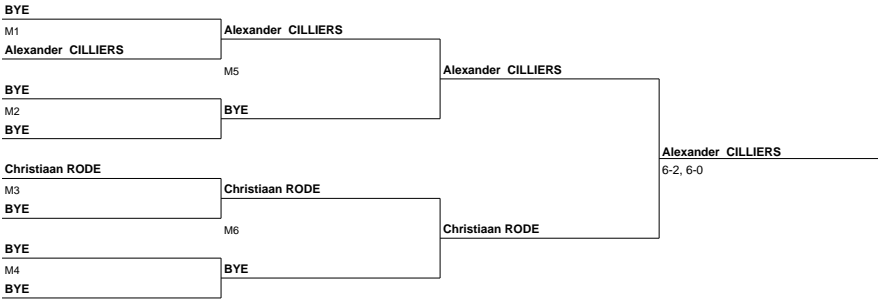 BYE
M1
Alexander CILLIERS
Alexander CILLIERS
M5
Alexander CILLIERS
BYE
M2
BYE
BYE
Alexander CILLIERS
6-2, 6-0
Christiaan RODE
M3
BYE
Christiaan RODE
M6
Christiaan RODE
BYE
M4
BYE
BYE